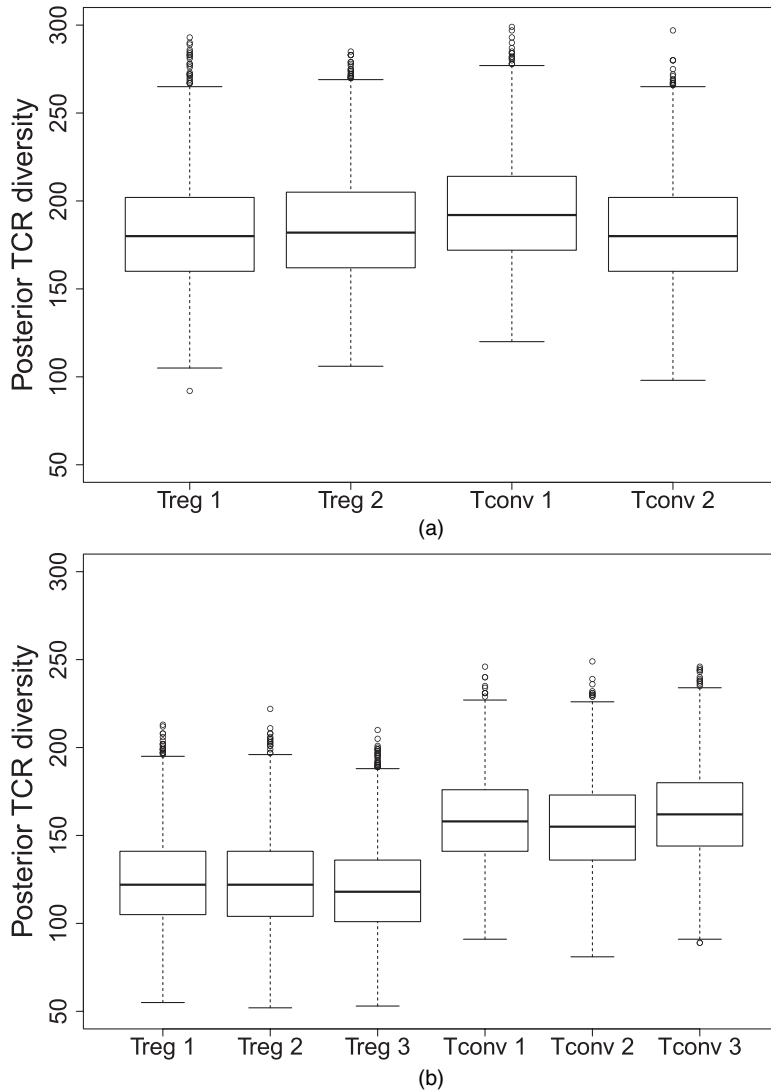 Posterior TCR diversity
300
250
200
150
100
50
Treg 1 Treg 2 Tconv 1 Tconv 2
(a)
Posterior TCR diversity
300
250
200
150
100
50
Treg 1 Treg 2 Treg 3 Tconv 1 Tconv 2 Tconv 3
(b)